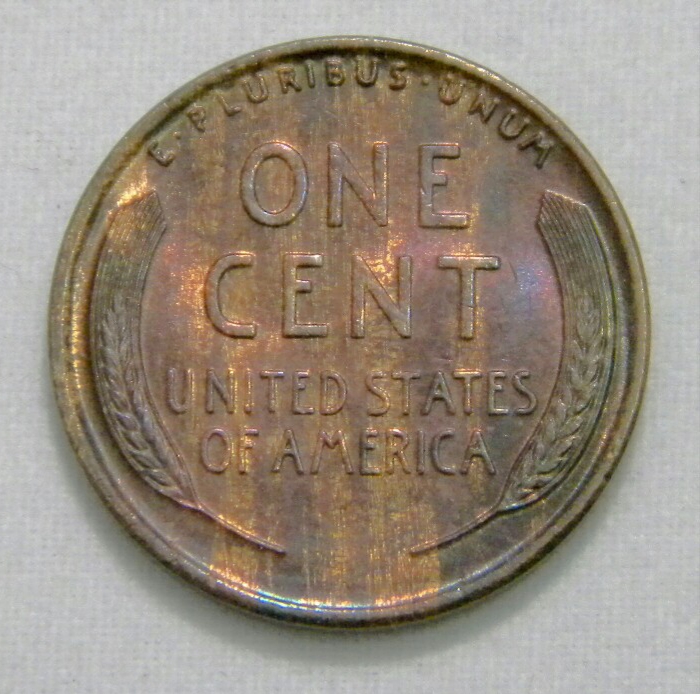 E·PLURIBUS·UNUM
ONE
CENT
UNITED STATES
OF AMERICA